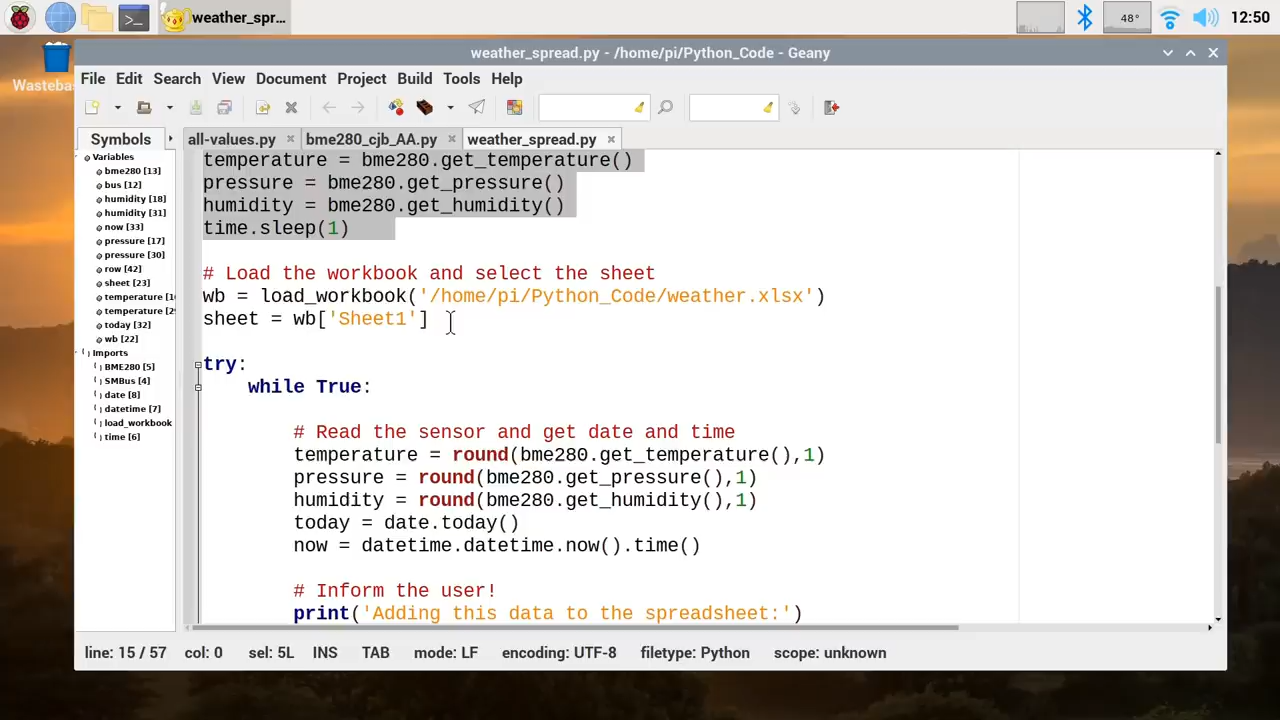 weather_spr...
48°
12:50
Wasteba
weather_spread.py - /home/pi/Python_Code - Geany
File Edit Search View Document Project Build Tools Help
Symbols
all-values.py
bme280_cjb_AA.py
weather_spread.py
Variables
bme280 [13]
bus [12]
humidity [18]
humidity [31]
now [33]
pressure [17]
pressure [30]
row [42]
sheet [23]
temperature [1
temperature [2
today [32]
wb [22]
Imports
BME280 [5]
SMBus [4]
date [8]
datetime [7]
load_workbook
time [6]
temperature = bme280.get_temperature()
pressure = bme280.get_pressure()
humidity = bme280.get_humidity()
time.sleep(1)
# Load the workbook and select the sheet
wb = load_workbook('/home/pi/Python_Code/weather.xlsx')
sheet = wb['Sheet1']
try:
while True:
# Read the sensor and get date and time
temperature = round(bme280.get_temperature(),1)
pressure = round(bme280.get_pressure(),1)
humidity = round(bme280.get_humidity(),1)
today = date.today()
now = datetime.datetime.now().time()
# Inform the user!
print('Adding this data to the spreadsheet:')
line: 15 / 57 col: 0 sel: 5L INS TAB mode: LF encoding: UTF-8 filetype: Python scope: unknown